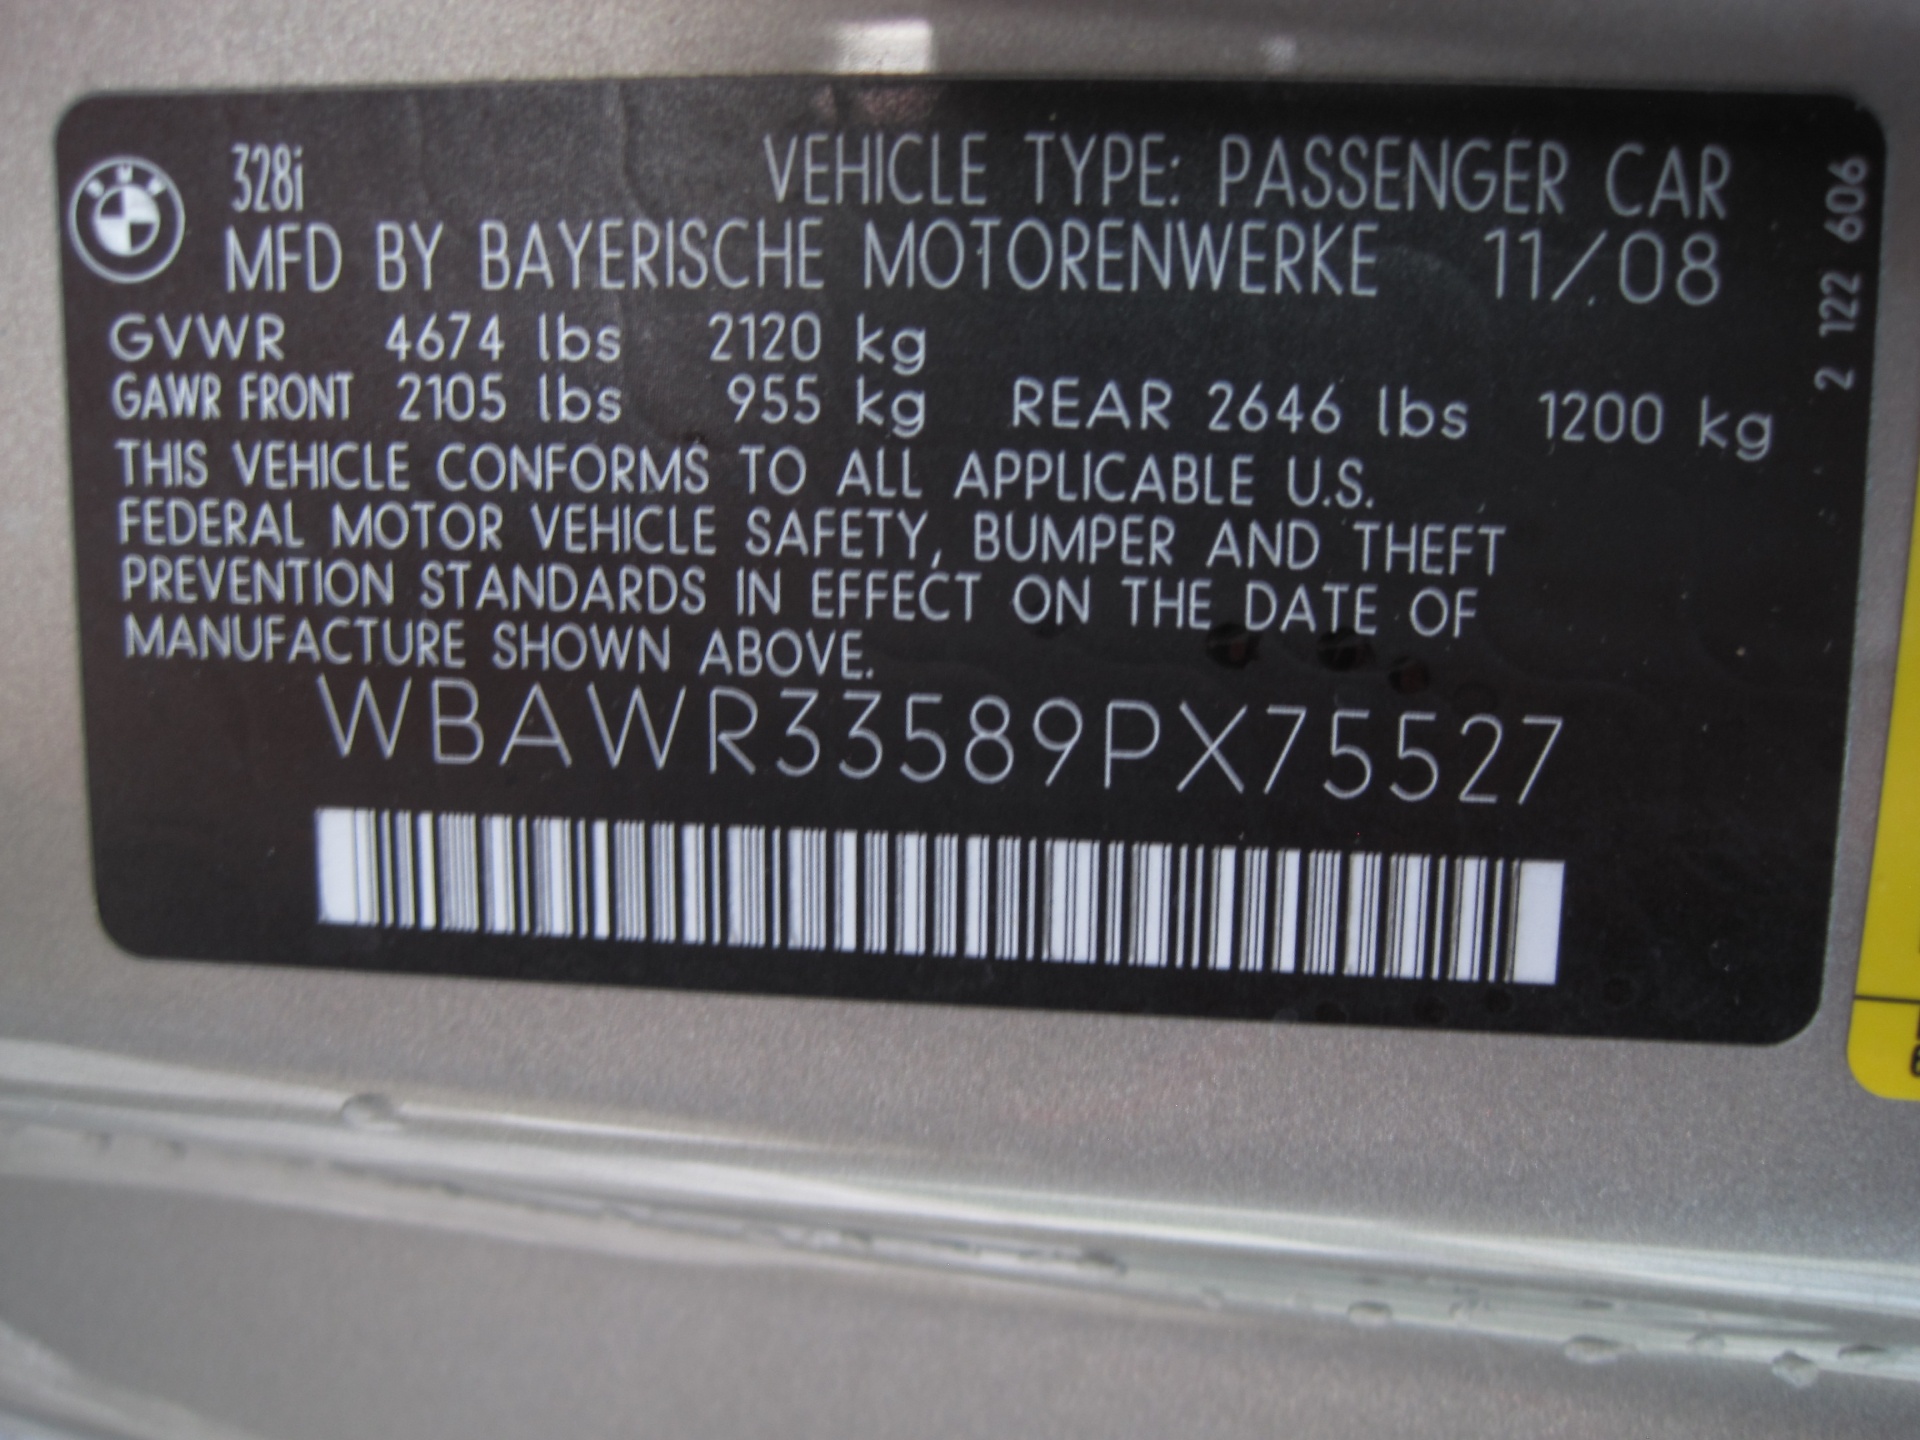 BMW
328i VEHICLE TYPE: PASSENGER CAR
MFD BY BAYERISCHE MOTORENWERKE 11/08
GVWR 4674 lbs 2120 kg
GAWR FRONT 2105 lbs 955 kg REAR 2646 lbs 1200 kg
THIS VEHICLE CONFORMS TO ALL APPLICABLE U.S.
FEDERAL MOTOR VEHICLE SAFETY, BUMPER AND THEFT
PREVENTION STANDARDS IN EFFECT ON THE DATE OF
MANUFACTURE SHOWN ABOVE.
WBAWR33589PX75527
2 122 606